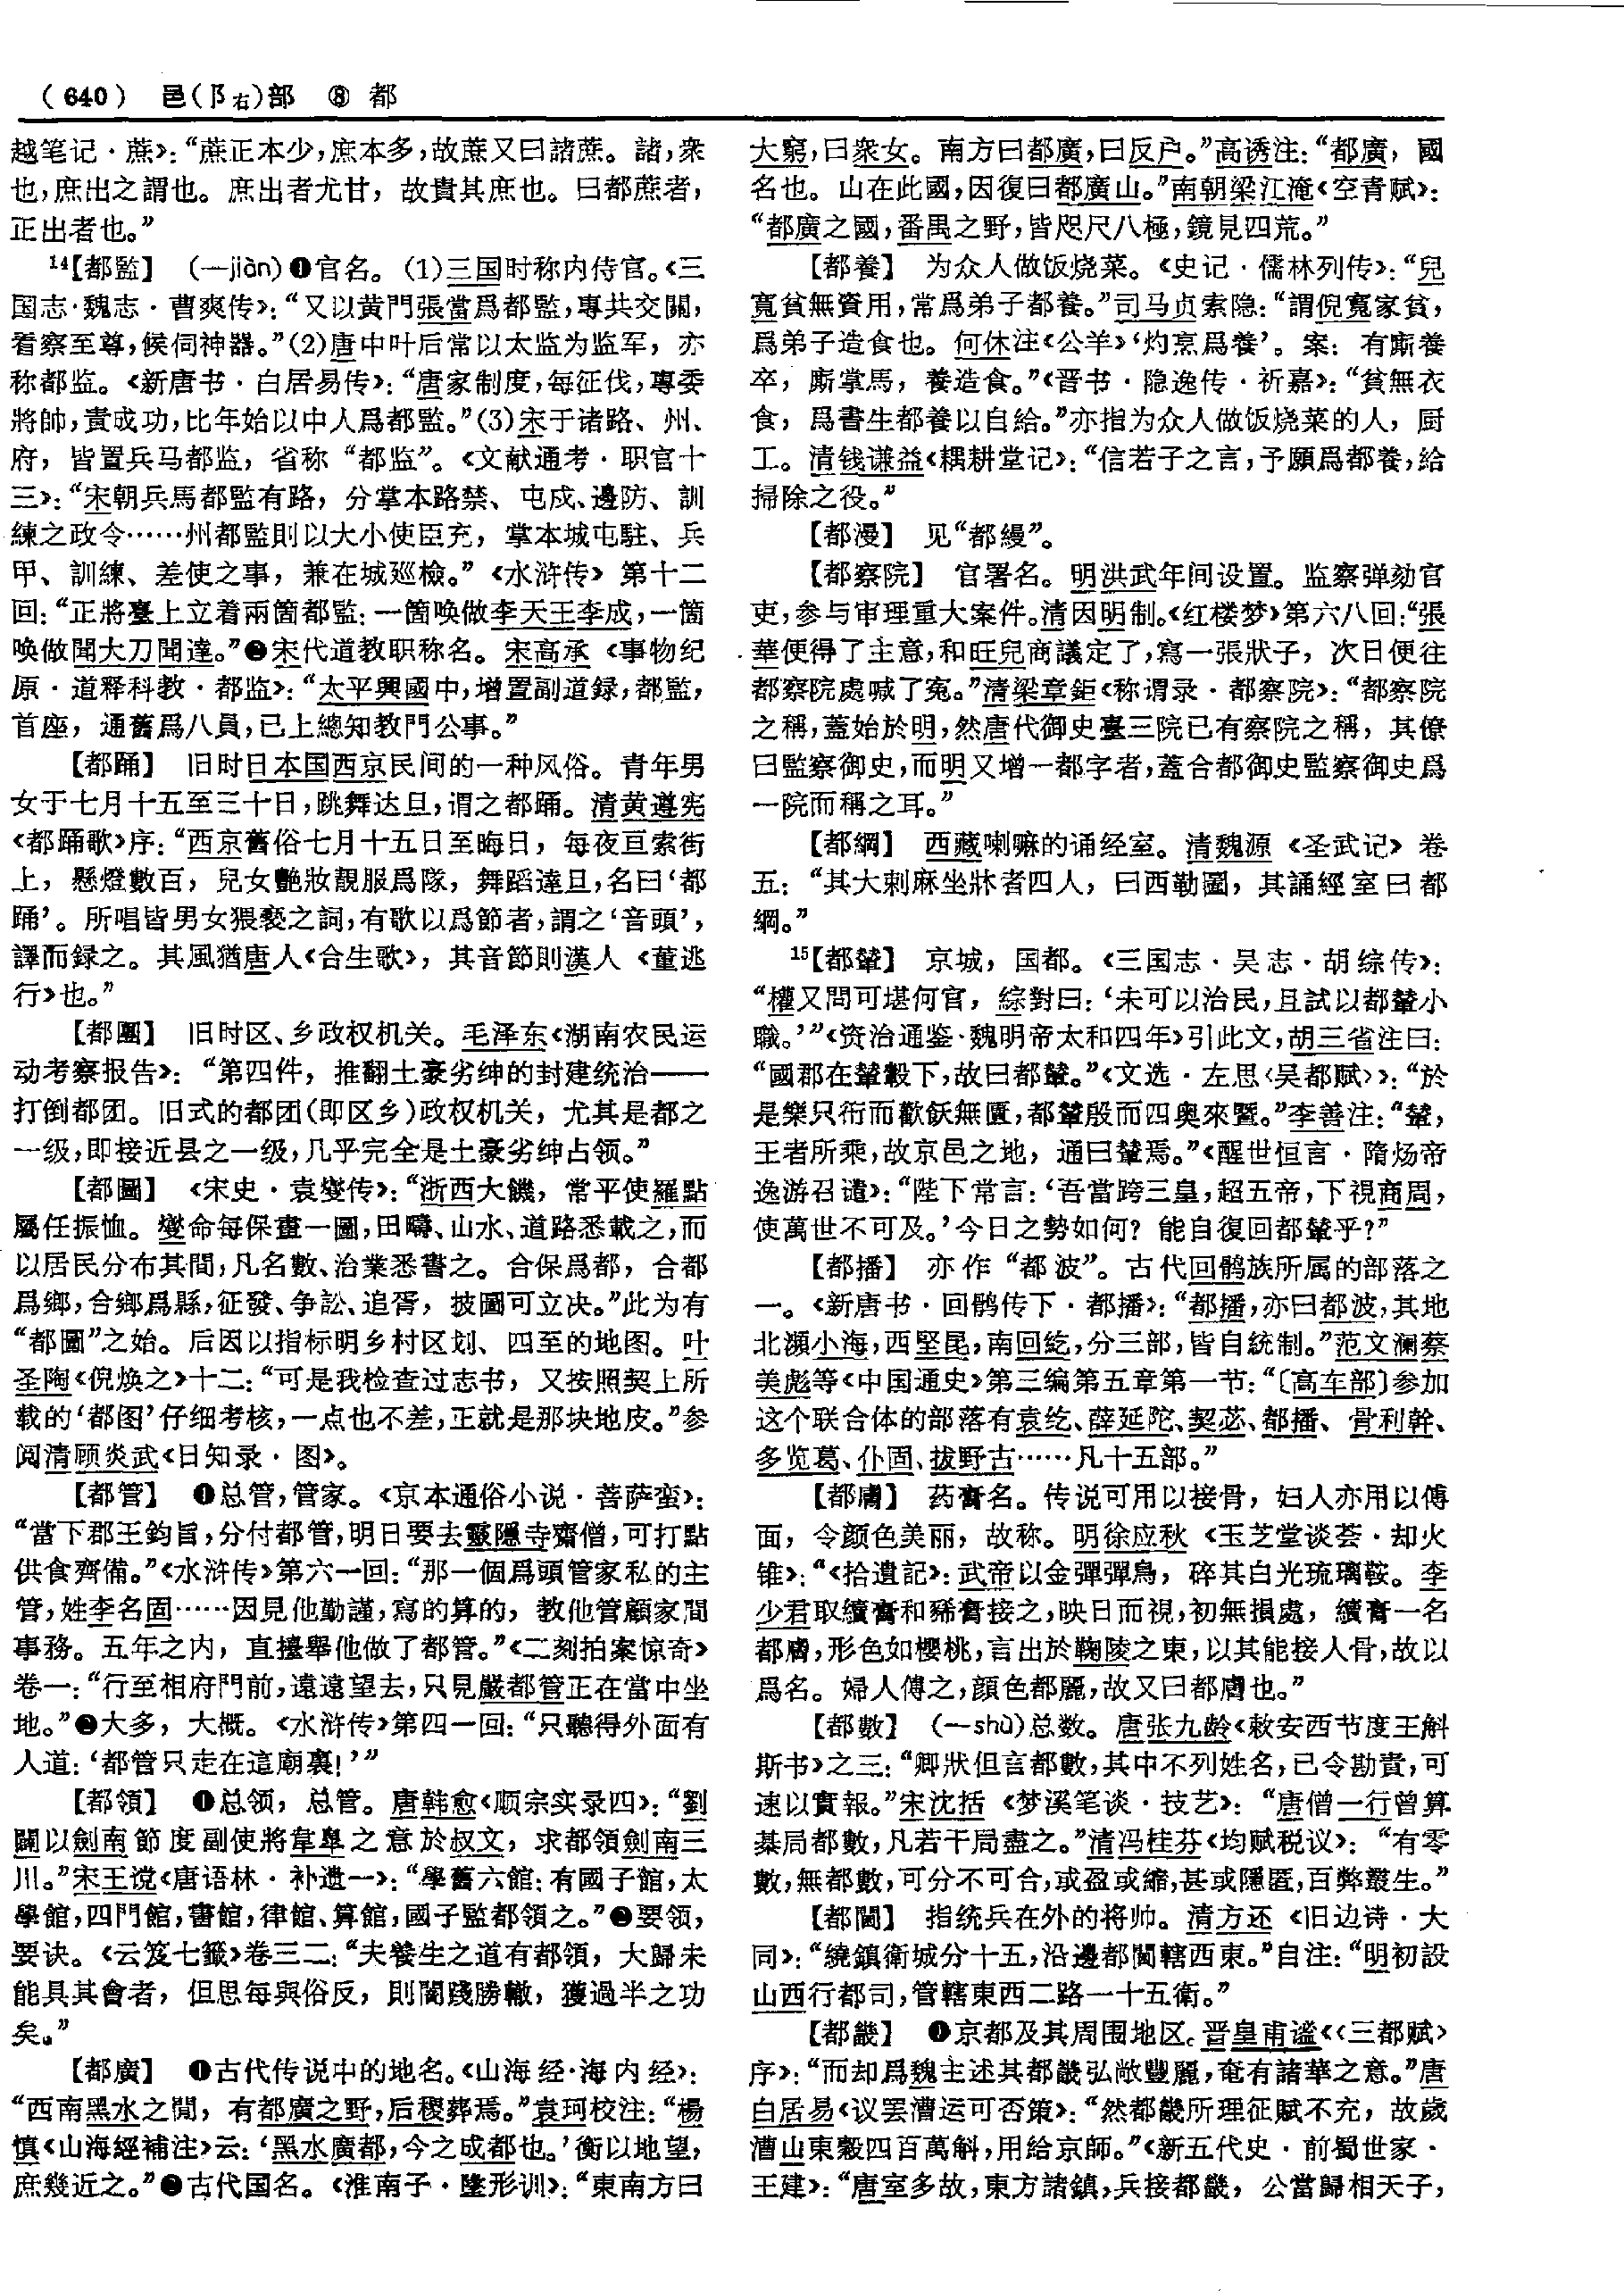 （640） 邑(阝右)部 ⑧ 都
越笔记·蔗》：“蔗正本少，庶本多，故蔗又曰諸蔗。諸，衆
也，庶出之謂也。庶出者尤甘，故貴其庶也。曰都蔗者，
正出者也。”
14【都監】 (一jiàn)❶官名。(1)三国时称内侍官。《三
国志·魏志·曹爽传》：“又以黄門張當爲都監，專共交關，
看察至尊，候伺神器。”(2)唐中叶后常以太监为监军，亦
称都监。《新唐书·白居易传》：“唐家制度，每征伐，專委
將帥，責成功，比年始以中人爲都監。”(3)宋于诸路、州、
府，皆置兵马都监，省称“都监”。《文献通考·职官十
三》：“宋朝兵馬都監有路，分掌本路禁、屯戍、邊防、訓
練之政令……州都監則以大小使臣充，掌本城屯駐、兵
甲、訓練、差使之事，兼在城廵檢。”《水浒传》第十二
回：“正將臺上立着兩箇都監：一箇唤做李天王李成，一箇
唤做聞大刀聞達。”❷宋代道教职称名。宋高承《事物纪
原·道释科教·都监》：“太平興國中，增置副道録，都監，
首座，通舊爲八員，已上總知教門公事。”
【都踊】 旧时日本国西京民间的一种风俗。青年男
女于七月十五至三十日，跳舞达旦，谓之都踊。清黄遵宪
《都踊歌》序：“西京舊俗七月十五日至晦日，每夜亘索街
上，懸燈數百，兒女艷妝靚服爲隊，舞蹈達旦，名曰‘都
踊’。所唱皆男女猥褻之詞，有歌以爲節者，謂之‘音頭’，
譯而録之。其風猶唐人《合生歌》，其音節則漢人《董逃
行》也。”
【都團】 旧时区、乡政权机关。毛泽东《湖南农民运
动考察报告》：“第四件，推翻土豪劣绅的封建统治——
打倒都团。旧式的都团(即区乡)政权机关，尤其是都之
一级，即接近县之一级，几乎完全是土豪劣绅占领。”
【都圖】 《宋史·袁燮传》：“浙西大饑，常平使羅點
屬任振恤。燮命每保畫一圖，田疇、山水、道路悉載之，而
以居民分布其間，凡名數、治業悉書之。合保爲都，合都
爲鄉，合鄉爲縣，征發、争訟、追胥，披圖可立决。”此为有
“都圖”之始。后因以指标明乡村区划、四至的地图。叶
圣陶《倪焕之》十二：“可是我检查过志书，又按照契上所
载的‘都图’仔细考核，一点也不差，正就是那块地皮。”参
阅清顾炎武《日知录·图》。
【都管】 ❶总管，管家。《京本通俗小说·菩萨蛮》：
“當下郡王鈞旨，分付都管，明日要去靈隱寺齋僧，可打點
供食齊備。”《水浒传》第六一回：“那一個爲頭管家私的主
管，姓李名固……因見他勤謹，寫的算的，教他管顧家間
事務。五年之内，直擡舉他做了都管。”《二刻拍案惊奇》
卷一：“行至相府門前，遠遠望去，只見嚴都管正在當中坐
地。”❷大多，大概。《水浒传》第四一回：“只聽得外面有
人道：‘都管只走在這廟裏！’”
【都領】 ❶总领，总管。唐韩愈《顺宗实录四》：“劉
闢以劍南節度副使將韋臯之意於叔文，求都領劍南三
川。”宋王谠《唐语林·补遗一》：“學舊六館：有國子館，太
學館，四門館，書館，律館、算館，國子監都領之。”❷要领，
要诀。《云笈七籤》卷三二：“夫養生之道有都領，大歸未
能具其會者，但思每與俗反，則闇踐勝轍，獲過半之功
矣。”
【都廣】 ❶古代传说中的地名。《山海经·海内经》：
“西南黑水之閒，有都廣之野，后稷葬焉。”袁珂校注：“楊
慎《山海經補注》云：‘黑水廣都，今之成都也。’衡以地望，
庶幾近之。”❷古代国名。《淮南子·墬形训》：“東南方曰
大窮，曰衆女。南方曰都廣，曰反户。”高诱注：“都廣，國
名也。山在此國，因復曰都廣山。”南朝梁江淹《空青赋》：
“都廣之國，番禺之野，皆咫尺八極，鏡見四荒。”
【都養】 为众人做饭烧菜。《史记·儒林列传》：“兒
寬貧無資用，常爲弟子都養。”司马贞索隐：“謂倪寬家貧，
爲弟子造食也。何休注《公羊》‘灼烹爲養’。案：有厮養
卒，厮掌馬，養造食。”《晋书·隐逸传·祈嘉》：“貧無衣
食，爲書生都養以自給。”亦指为众人做饭烧菜的人，厨
工。清钱谦益《耦耕堂记》：“信若子之言，予願爲都養，給
掃除之役。”
【都漫】 见“都縵”。
【都察院】 官署名。明洪武年间设置。监察弹劾官
吏，参与审理重大案件。清因明制。《红楼梦》第六八回：“張
華便得了主意，和旺兒商議定了，寫一張狀子，次日便往
都察院處喊了寃。”清梁章鉅《称谓录·都察院》：“都察院
之稱，蓋始於明，然唐代御史臺三院已有察院之稱，其僚
曰監察御史，而明又增一都字者，蓋合都御史監察御史爲
一院而稱之耳。”
【都綱】 西藏喇嘛的诵经室。清魏源《圣武记》卷
五：“其大剌麻坐牀者四人，曰西勒圖，其誦經室曰都
綱。”
15【都輦】 京城，国都。《三国志·吴志·胡综传》：
“權又問可堪何官，綜對曰：‘未可以治民，且試以都輦小
職。’”《资治通鉴·魏明帝太和四年》引此文，胡三省注曰：
“國郡在輦轂下，故曰都輦。”《文选·左思〈吴都赋〉》：“於
是樂只衎而歡飫無匱，都輦殷而四奥來暨。”李善注：“輦，
王者所乘，故京邑之地，通曰輦焉。”《醒世恒言·隋炀帝
逸游召谴》：“陛下常言：‘吾當跨三皇，超五帝，下視商周，
使萬世不可及。’今日之勢如何？能自復回都輦乎？”
【都播】 亦作“都波”。古代回鹘族所属的部落之
一。《新唐书·回鹘传下·都播》：“都播，亦曰都波，其地
北瀕小海，西堅昆，南回紇，分三部，皆自統制。”范文澜蔡
美彪等《中国通史》第三编第五章第一节：“〔高车部〕参加
这个联合体的部落有袁纥、薛延陀、契苾、都播、骨利幹、
多览葛、仆固、拔野古……凡十五部。”
【都膚】 药膏名。传说可用以接骨，妇人亦用以傅
面，令颜色美丽，故称。明徐应秋《玉芝堂谈荟·却火
锥》：“《拾遺記》：武帝以金彈彈鳥，碎其白光琉璃鞍。李
少君取續膏和豨膏接之，映日而視，初無損處，續膏一名
都膚，形色如櫻桃，言出於鞠陵之東，以其能接人骨，故以
爲名。婦人傅之，顔色都麗，故又曰都膚也。”
【都數】 (一shù)总数。唐张九龄《敕安西节度王斛
斯书》之三：“卿狀但言都數，其中不列姓名，已令勘責，可
速以實報。”宋沈括《梦溪笔谈·技艺》：“唐僧一行曾算
棊局都數，凡若干局盡之。”清冯桂芬《均赋税议》：“有零
數，無都數，可分不可合，或盈或縮，甚或隱匿，百弊叢生。”
【都閫】 指统兵在外的将帅。清方还《旧边诗·大
同》：“繞鎮衛城分十五，沿邊都閫轄西東。”自注：“明初設
山西行都司，管轄東西二路一十五衛。”
【都畿】 ❶京都及其周围地区。晋皇甫谧《〈三都赋〉
序》：“而却爲魏主述其都畿弘敞豐麗，奄有諸華之意。”唐
白居易《议罢漕运可否策》：“然都畿所理征賦不充，故歲
漕山東穀四百萬斛，用給京師。”《新五代史·前蜀世家·
王建》：“唐室多故，東方諸鎮，兵接都畿，公當歸相天子，